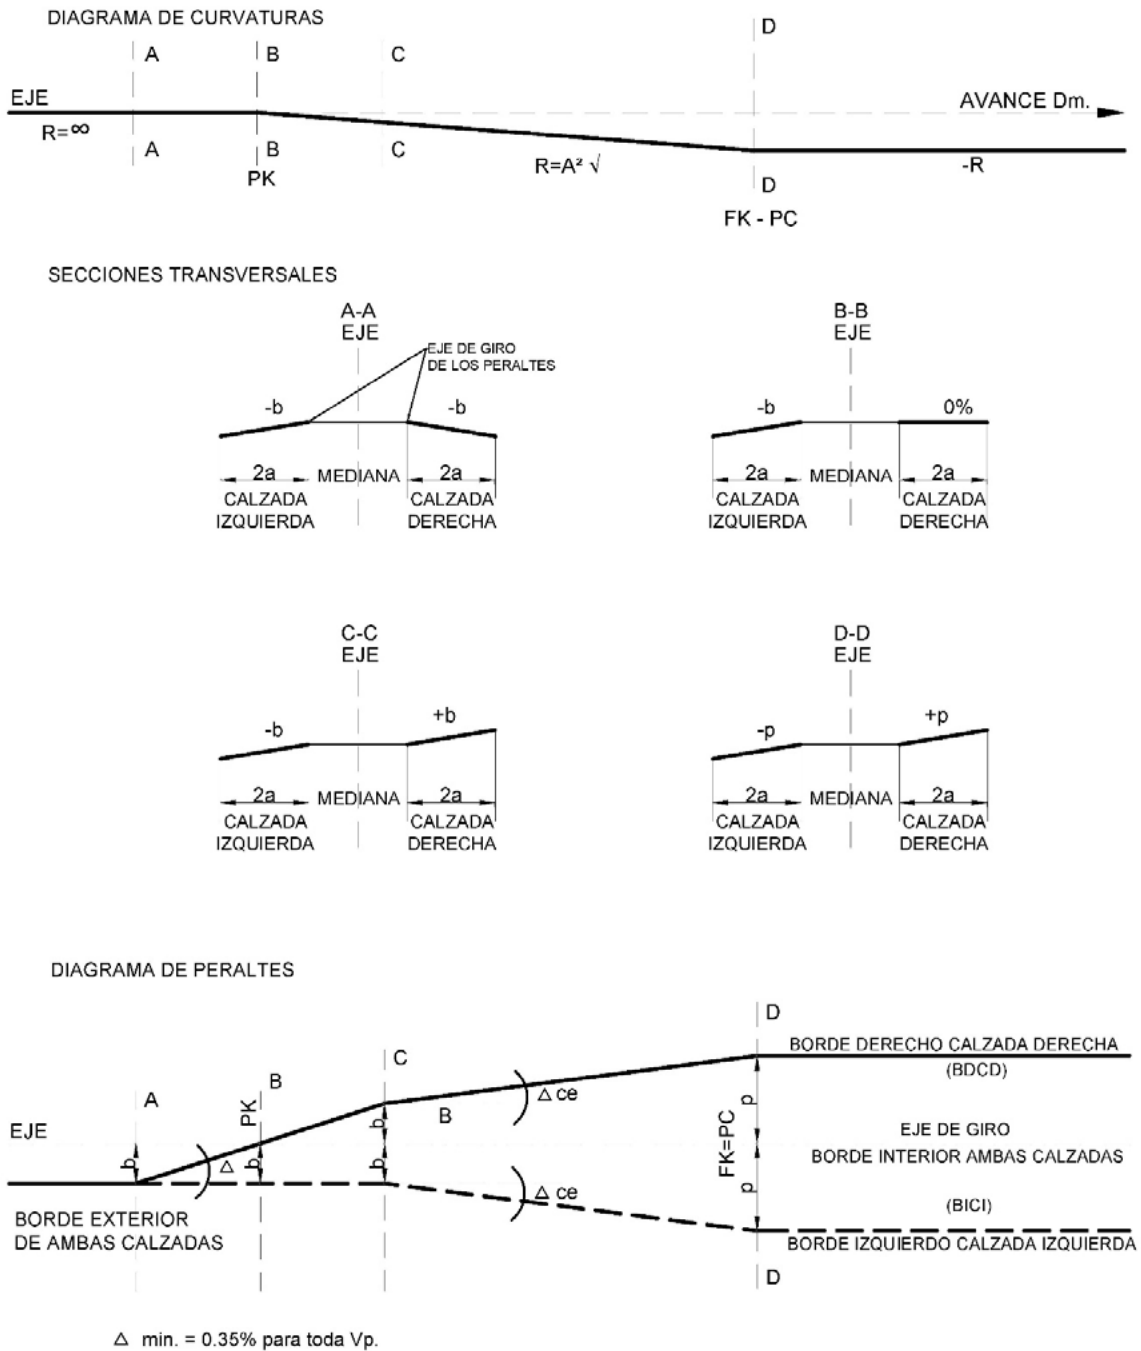 DIAGRAMA DE CURVATURAS
A B C D
EJE
AVANCE Dm.
R=∞
A B C
PK
R=A² √
D
-R
FK - PC
SECCIONES TRANSVERSALES
A-A
EJE
EJE DE GIRO
DE LOS PERALTES
-b -b
2a MEDIANA 2a
CALZADA
IZQUIERDA
CALZADA
DERECHA
B-B
EJE
-b 0%
2a MEDIANA 2a
CALZADA
IZQUIERDA
CALZADA
DERECHA
C-C
EJE
-b +b
2a MEDIANA 2a
CALZADA
IZQUIERDA
CALZADA
DERECHA
D-D
EJE
-p +p
2a MEDIANA 2a
CALZADA
IZQUIERDA
CALZADA
DERECHA
DIAGRAMA DE PERALTES
A
B
C
D
PK
EJE
b
△
b
b
b
B
△ ce
△ ce
FK=PC
p
p
BORDE DERECHO CALZADA DERECHA
(BDCD)
EJE DE GIRO
BORDE INTERIOR AMBAS CALZADAS
(BICI)
BORDE IZQUIERDO CALZADA IZQUIERDA
BORDE EXTERIOR
DE AMBAS CALZADAS
D
△ min. = 0.35% para toda Vp.